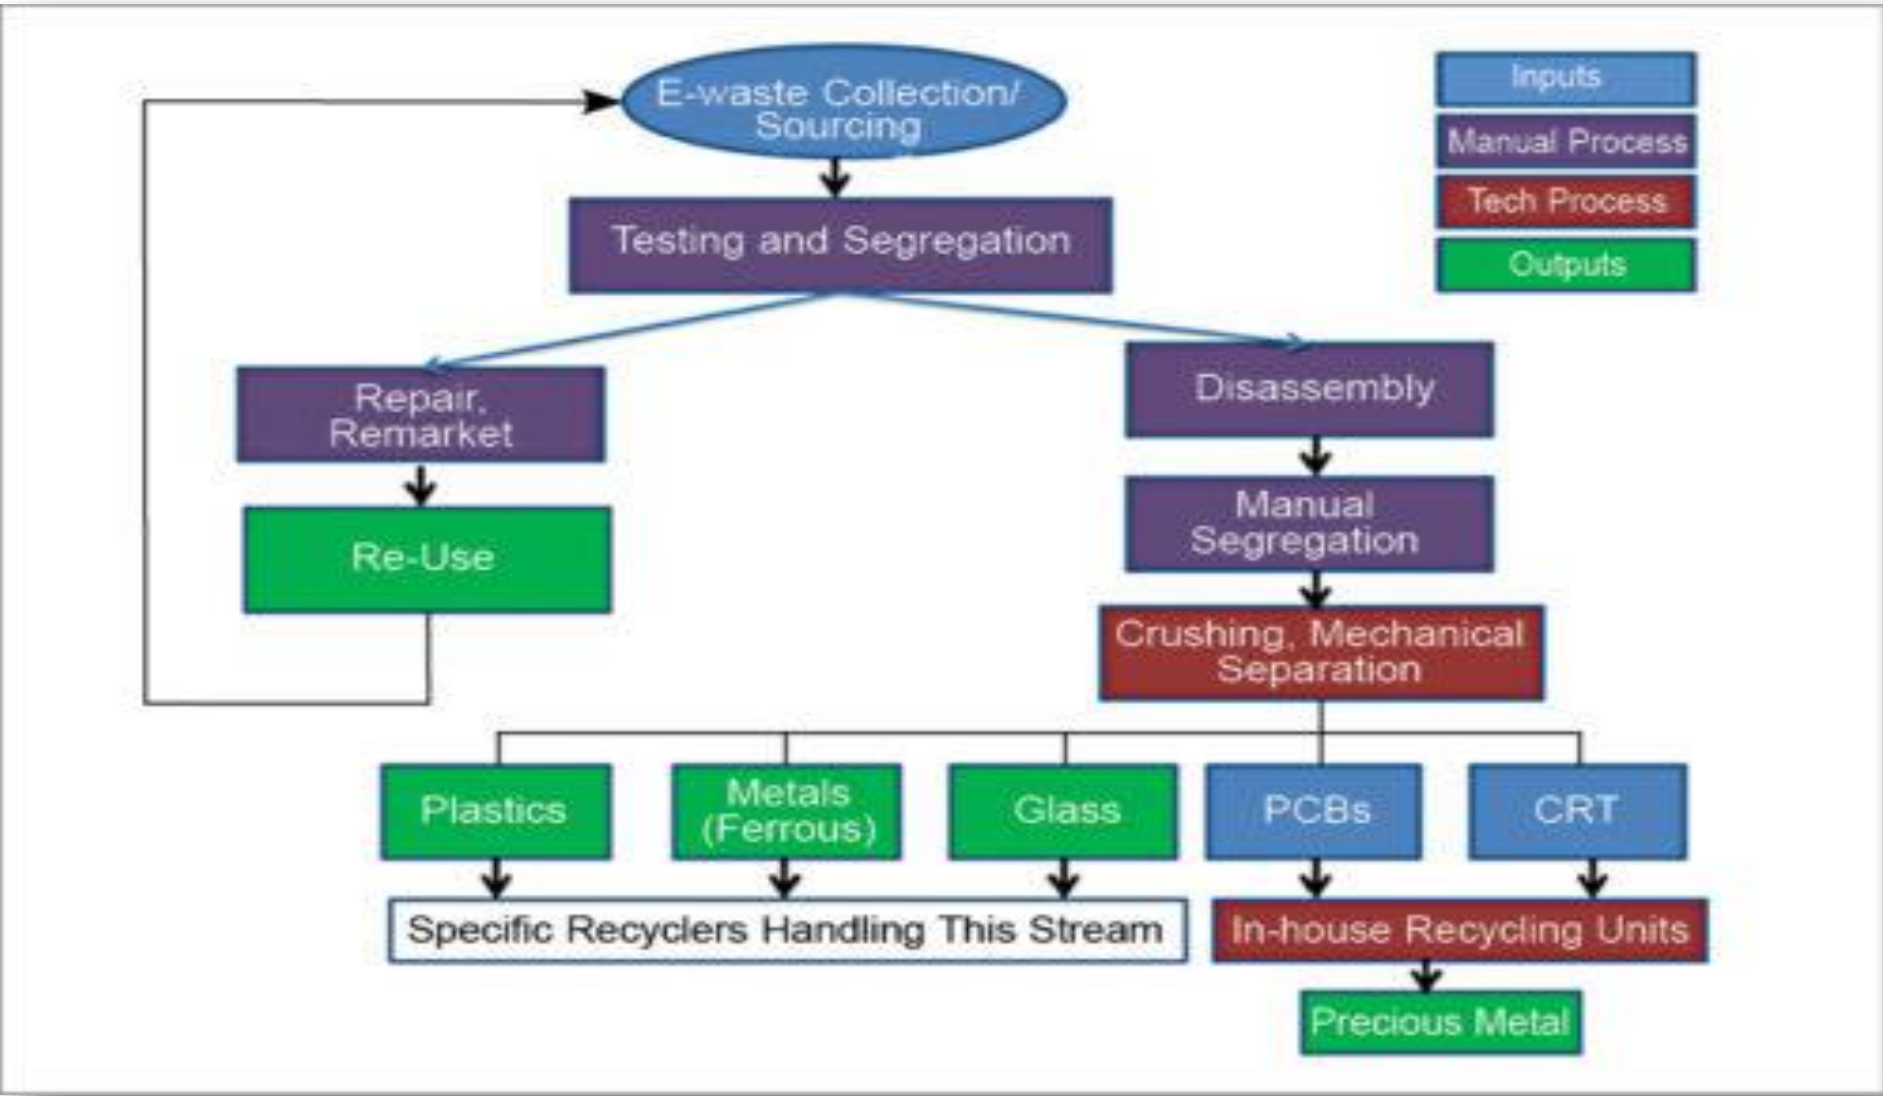 E-waste Collection/
Sourcing
Inputs
Manual Process
Tech Process
Outputs
Testing and Segregation
Repair,
Remarket
Disassembly
Re-Use
Manual
Segregation
Crushing, Mechanical
Separation
Plastics
Metals
(Ferrous)
Glass
PCBs
CRT
Specific Recyclers Handling This Stream
In-house Recycling Units
Precious Metal